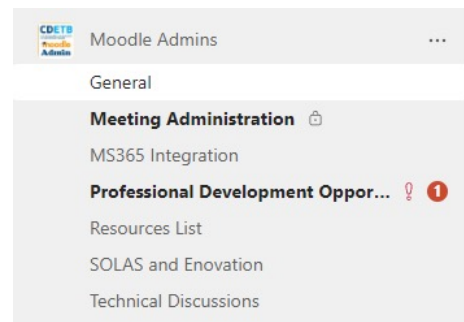 CDETB
Moodle
Admin
Moodle Admins
...
General
Meeting Administration
MS365 Integration
Professional Development Oppor... 1
Resources List
SOLAS and Enovation
Technical Discussions